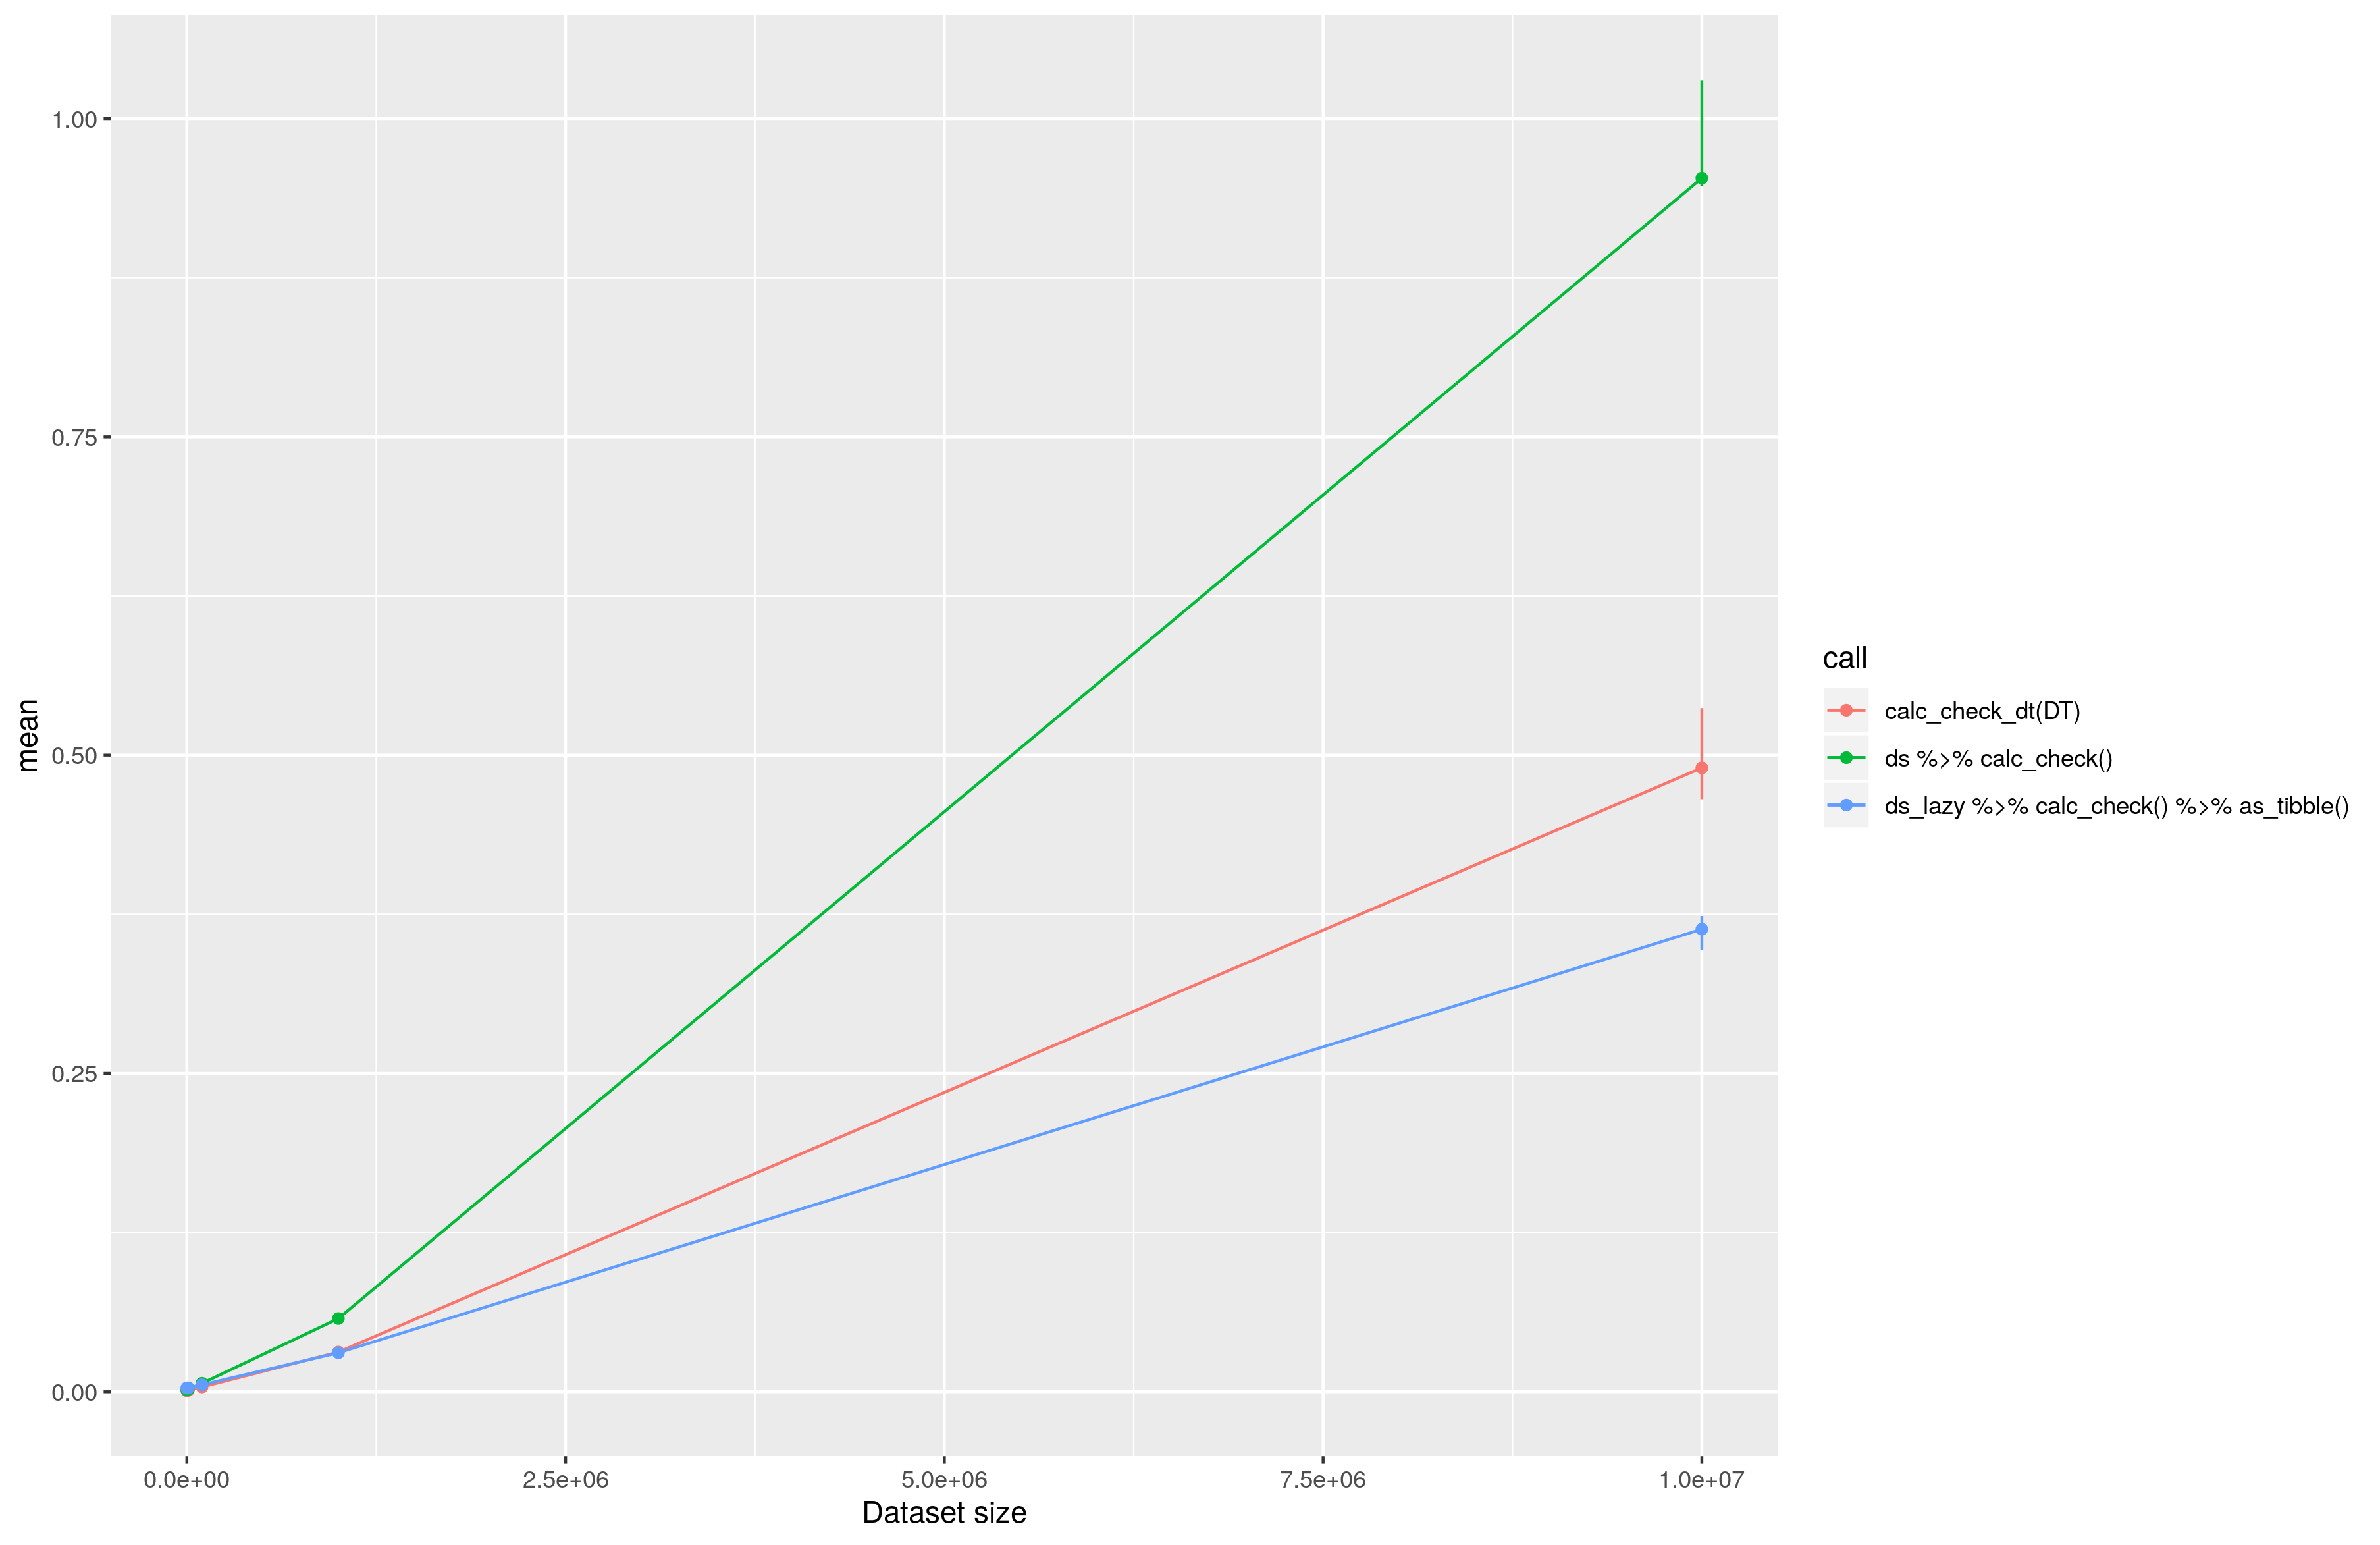 mean
1.00
0.75
0.50
0.25
0.00
0.0e+00
2.5e+06
5.0e+06
7.5e+06
1.0e+07
Dataset size
call
calc_check_dt(DT)
ds %>% calc_check()
ds_lazy %>% calc_check() %>% as_tibble()